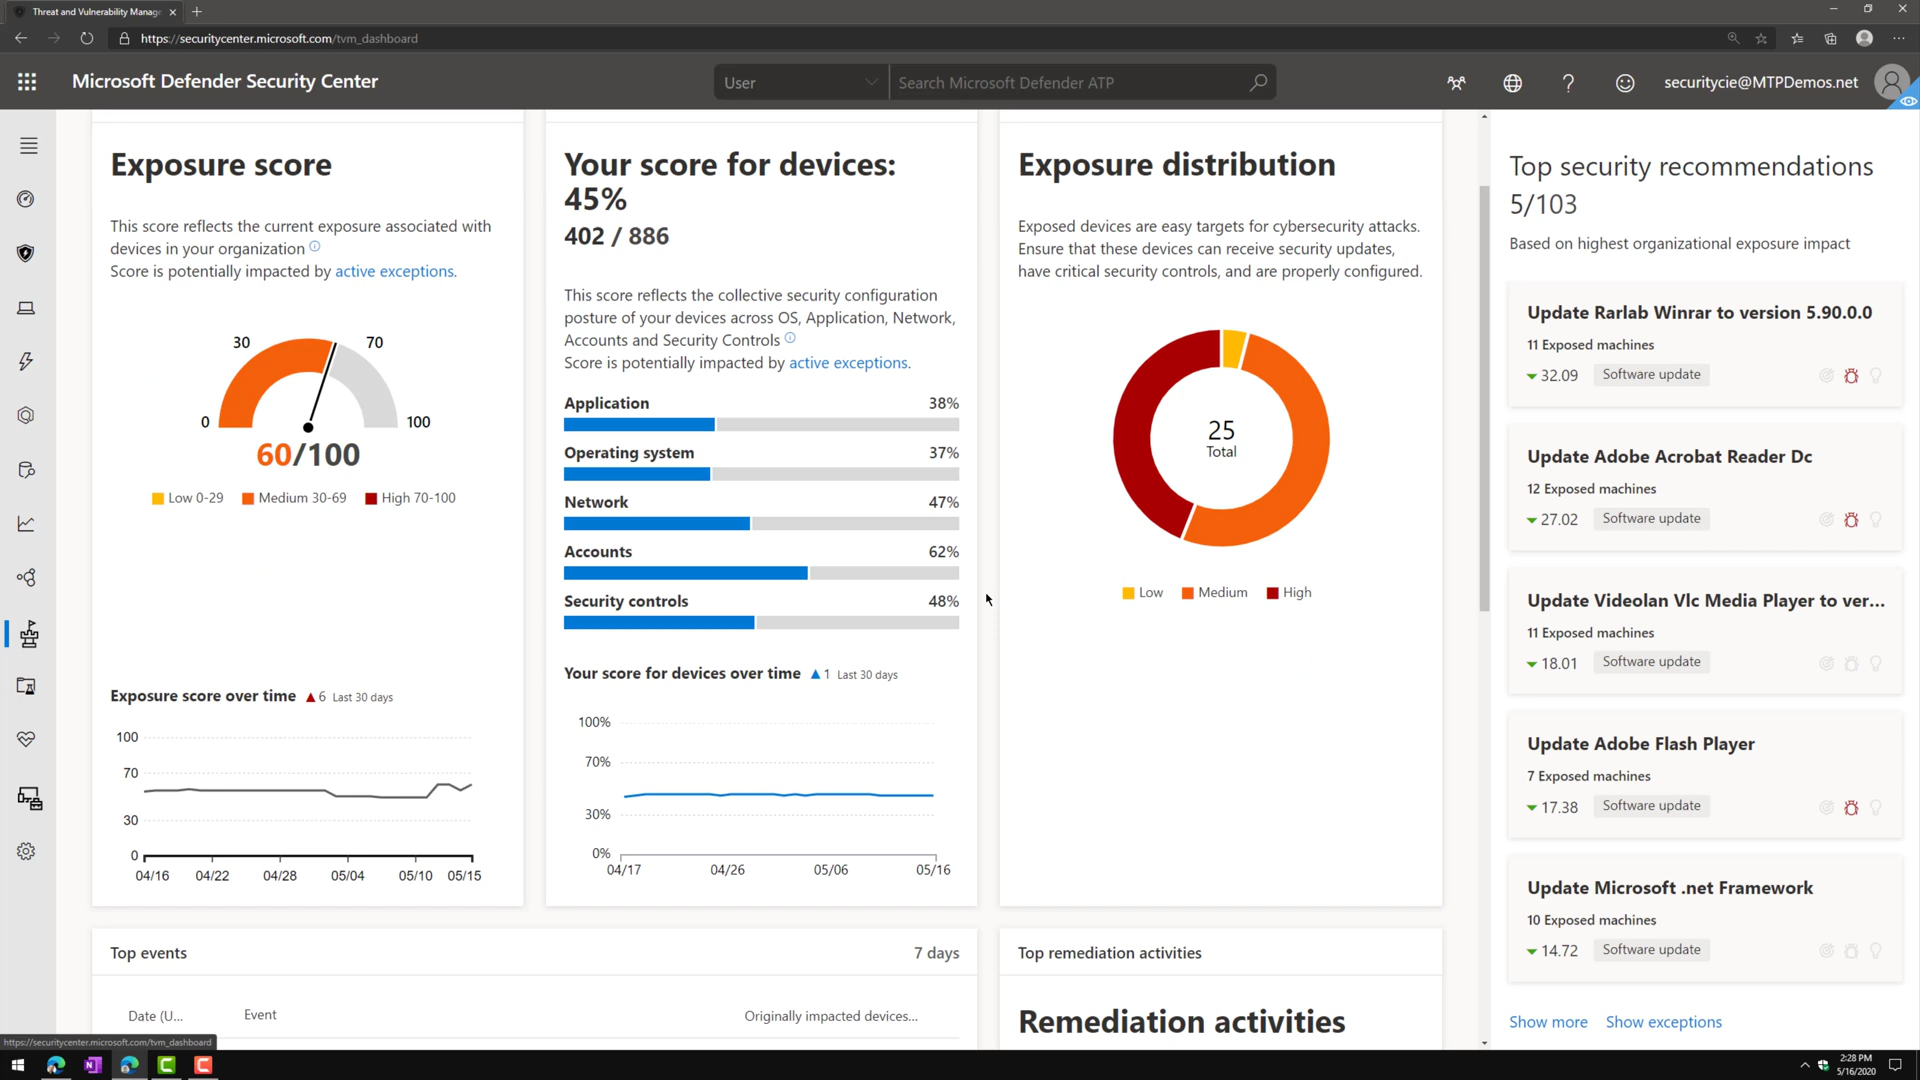 Threat and Vulnerability Manage
https://securitycenter.microsoft.com/tvm_dashboard
Microsoft Defender Security Center
User
Search Microsoft Defender ATP
securitycie@MTPDemos.net
Exposure score
This score reflects the current exposure associated with
devices in your organization
Score is potentially impacted by active exceptions.
30
70
0
100
60/100
Low 0-29
Medium 30-69
High 70-100
Exposure score over time
6
Last 30 days
100
70
30
0
04/16
04/22
04/28
05/04
05/10
05/15
Your score for devices:
45%
402 / 886
This score reflects the collective security configuration
posture of your devices across OS, Application, Network,
Accounts and Security Controls
Score is potentially impacted by active exceptions.
Application 38%
Operating system 37%
Network 47%
Accounts 62%
Security controls 48%
Your score for devices over time
1
Last 30 days
100%
70%
30%
0%
04/17
04/26
05/06
05/16
Exposure distribution
Exposed devices are easy targets for cybersecurity attacks.
Ensure that these devices can receive security updates,
have critical security controls, and are properly configured.
25
Total
Low
Medium
High
Top security recommendations
5/103
Based on highest organizational exposure impact
Update Rarlab Winrar to version 5.90.0.0
11 Exposed machines
32.09
Software update
Update Adobe Acrobat Reader Dc
12 Exposed machines
27.02
Software update
Update Videolan Vlc Media Player to ver...
11 Exposed machines
18.01
Software update
Update Adobe Flash Player
7 Exposed machines
17.38
Software update
Update Microsoft .net Framework
10 Exposed machines
14.72
Software update
Show more
Show exceptions
Top events
7 days
Date (U...
Event
Originally impacted devices...
Top remediation activities
Remediation activities
https://securitycenter.microsoft.com/tvm_dashboard
2:28 PM
5/16/2020